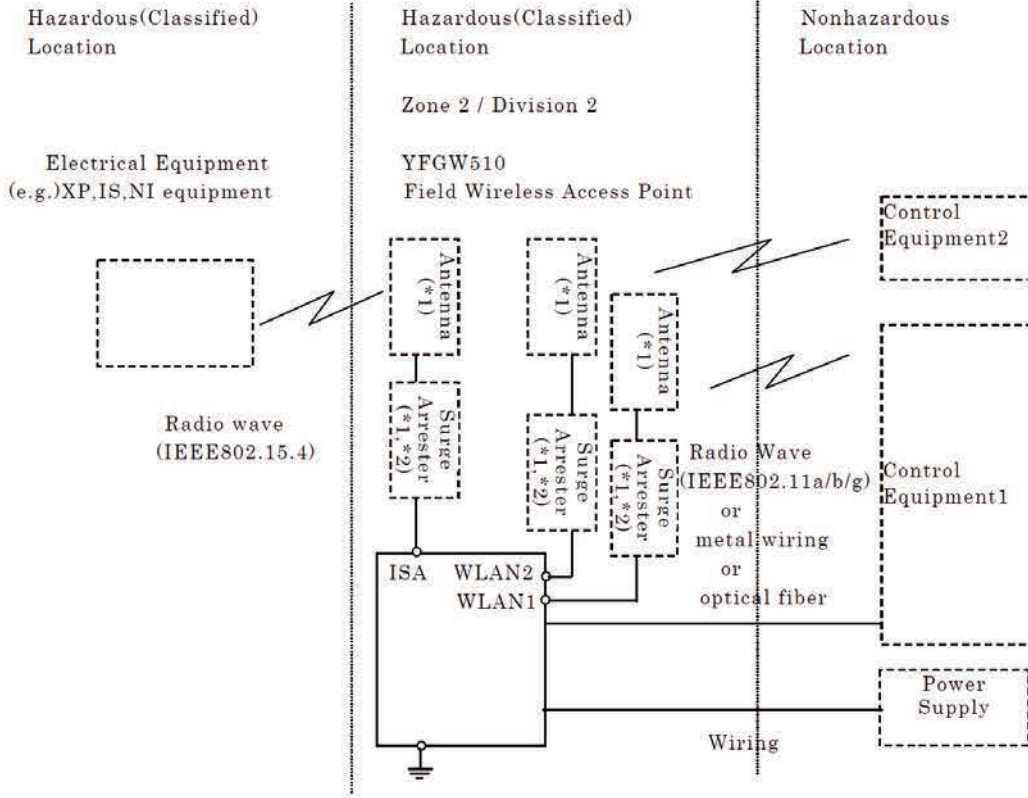 Hazardous(Classified)
Location
Hazardous(Classified)
Location
Nonhazardous
Location
Zone 2 / Division 2
Electrical Equipment
(e.g.)XP,IS,NI equipment
YFGW510
Field Wireless Access Point
Control
Equipment2
Antenna
(*1)
Antenna
(*1)
Antenna
(*1)
Surge
Arrester
(*1,*2)
Surge
Arrester
(*1,*2)
Surge
Arrester
(*1,*2)
Radio wave
(IEEE802.15.4)
Radio Wave
(IEEE802.11a/b/g)
or
metal wiring
or
optical fiber
Control
Equipment1
ISA
WLAN2
WLAN1
Power
Supply
Wiring